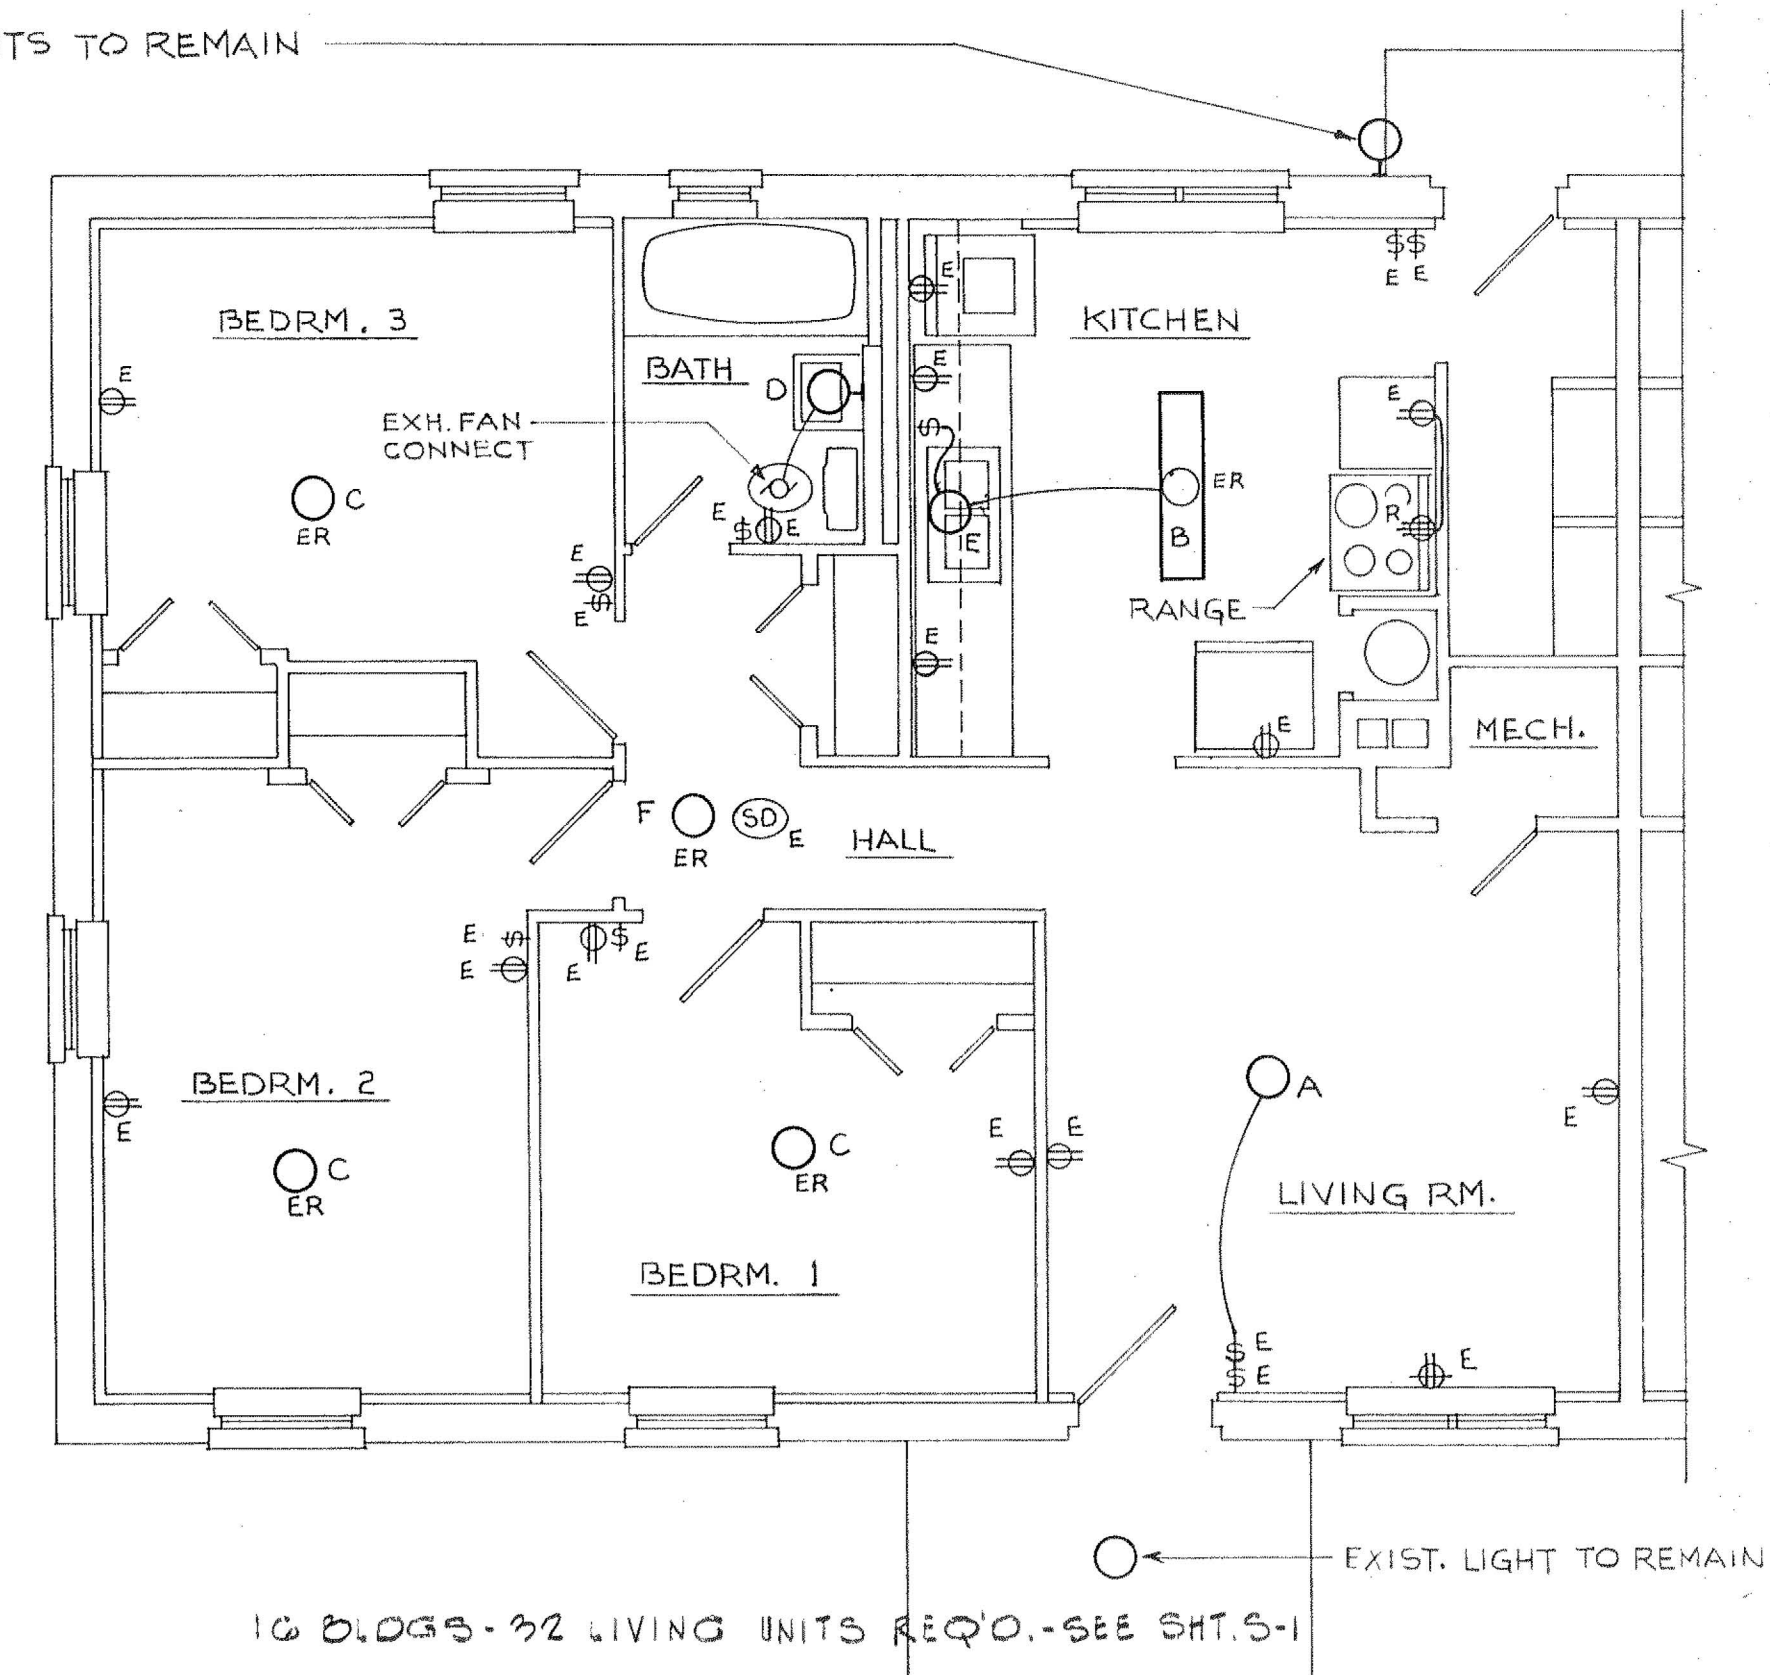 TS TO REMAIN
$$
E E
BEDRM. 3
KITCHEN
E
BATH
E
E
D
E
EXH. FAN
CONNECT
$
C
ER
ER
R
E $ E
B
E
E
$
E
RANGE
E
E
MECH.
F
SD
E
ER
HALL
E $
E
$ E
E
BEDRM. 2
E
C
ER
C
ER
E
E
A
E
LIVING RM.
BEDRM. 1
$ E
$ E
E
EXIST. LIGHT TO REMAIN
16 BLDGS - 32 LIVING UNITS REQ'D. - SEE SHT. S-1